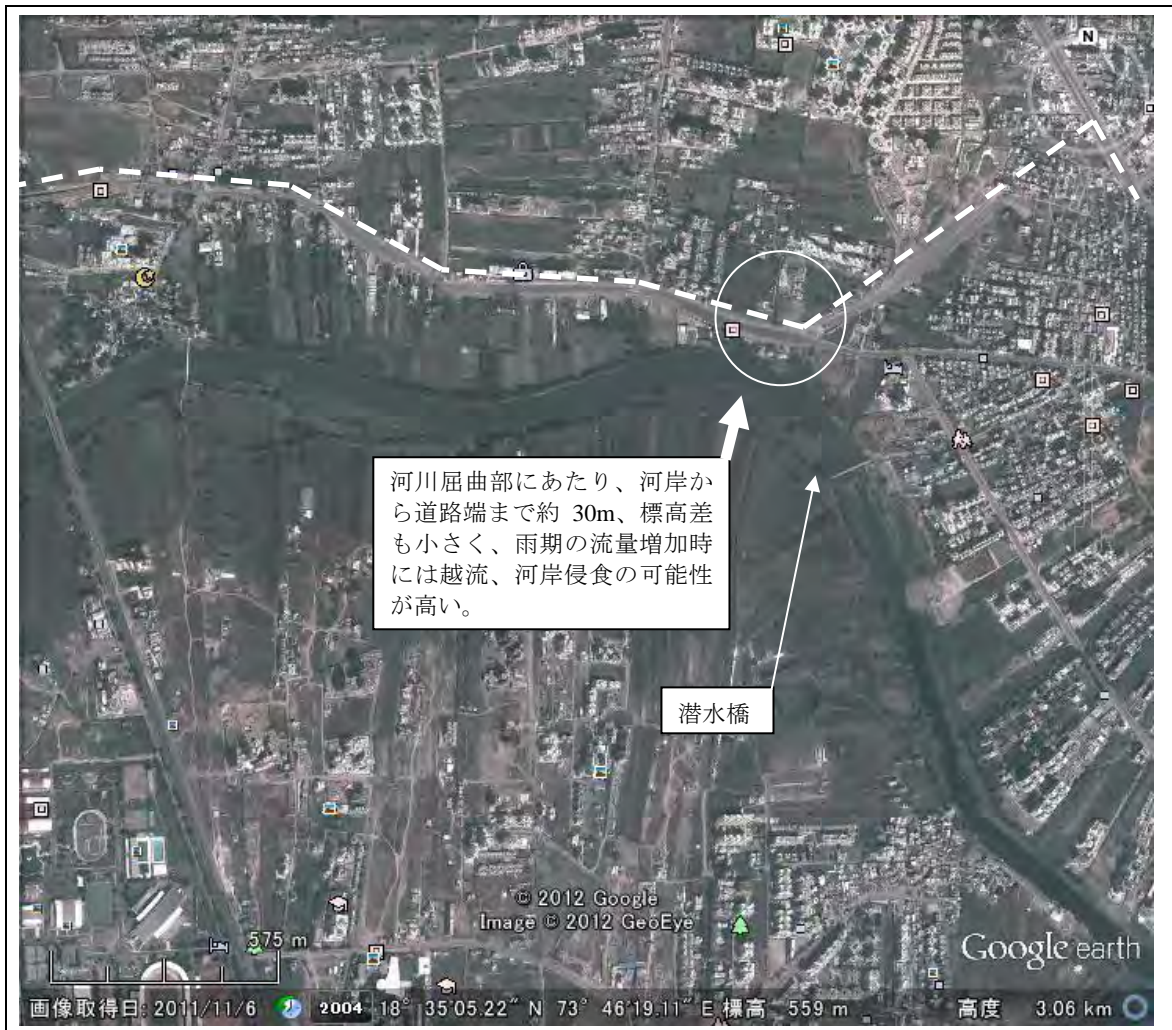 N
河川屈曲部にあたり、河岸か
ら道路端まで約 30m、標高差
も小さく、雨期の流量増加時
には越流、河岸侵食の可能性
が高い。
潜水橋
© 2012 Google
Image © 2012 GeoEye
Google earth
575 m
画像取得日: 2011/11/6 2004 18° 35'05.22" N 73° 46'19.11" E 標高 559 m 高度 3.06 km